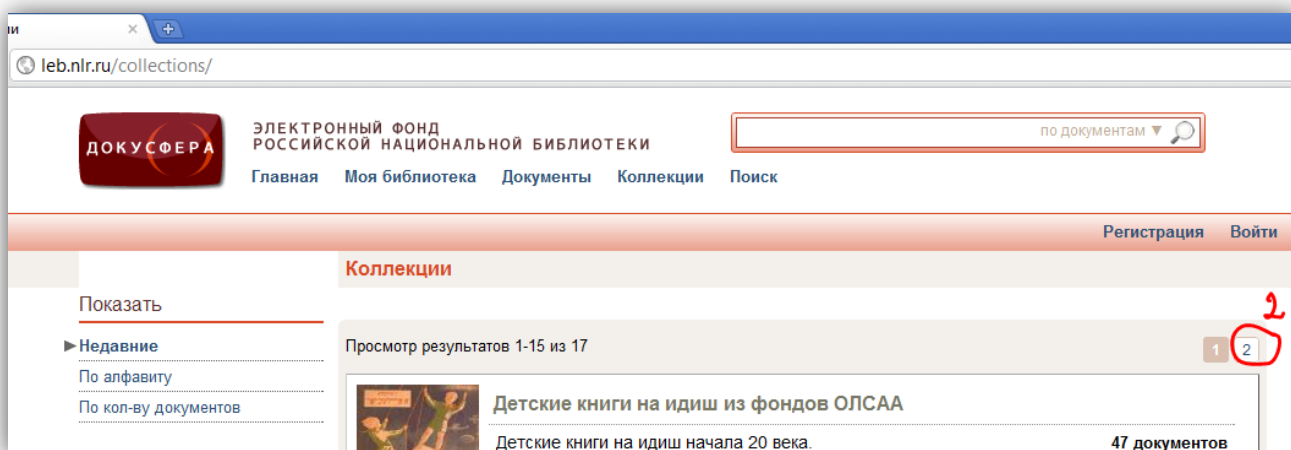 ии
leb.nlr.ru/collections/
ДОКУСФЕРА
ЭЛЕКТРОННЫЙ ФОНД
РОССИЙСКОЙ НАЦИОНАЛЬНОЙ БИБЛИОТЕКИ
по документам ▼
Главная Моя библиотека Документы Коллекции Поиск
Регистрация Войти
Коллекции
Показать
2
Недавние
Просмотр результатов 1-15 из 17
1 2
По алфавиту
По кол-ву документов
Детские книги на идиш из фондов ОЛСАА
Детские книги на идиш начала 20 века.
47 документов